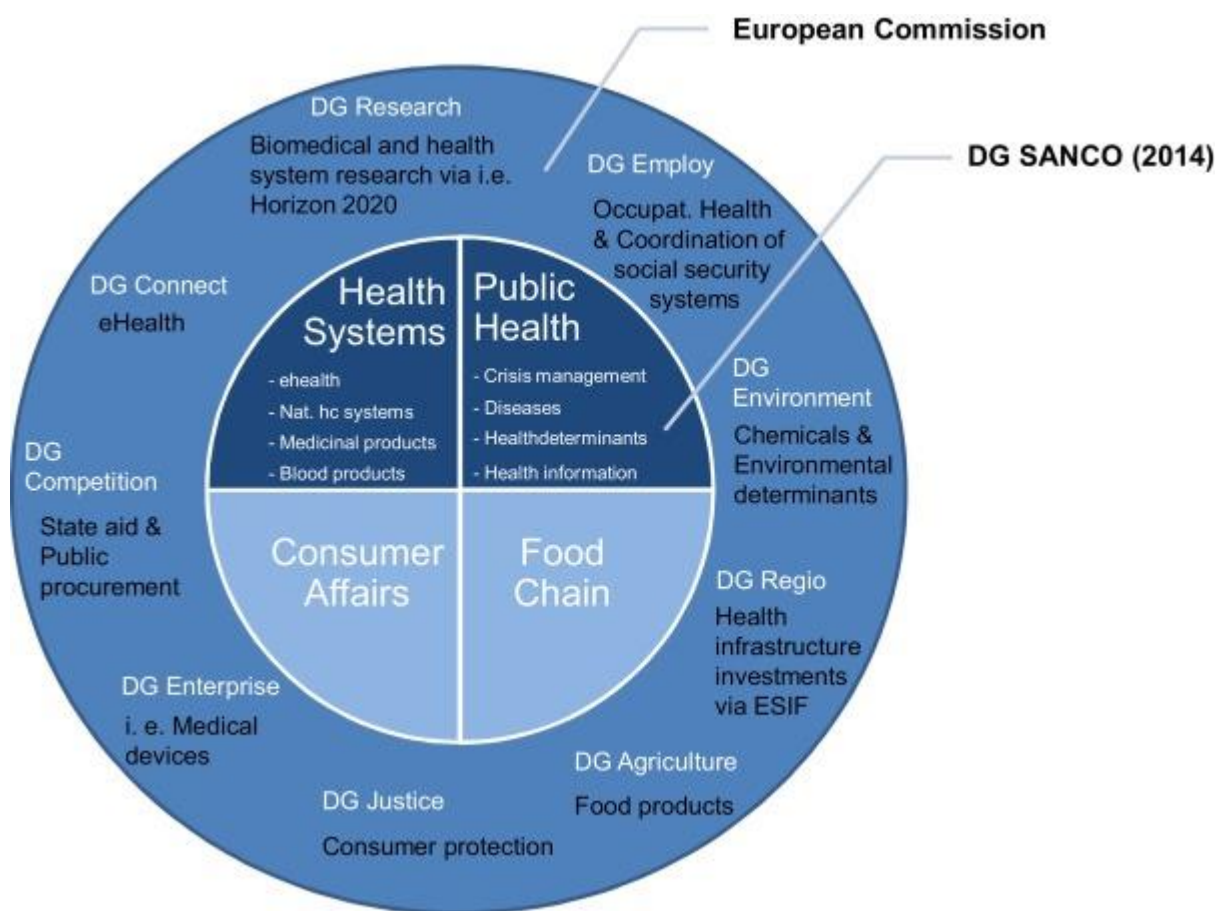 European Commission
DG SANCO (2014)
DG Research
Biomedical and health
system research via i.e.
Horizon 2020
DG Employ
Occupat. Health
& Coordination of
social security
systems
DG Connect
eHealth
Health
Systems
- ehealth
- Nat. hc systems
- Medicinal products
- Blood products
Public
Health
- Crisis management
- Diseases
- Healthdeterminants
- Health information
DG
Environment
Chemicals &
Environmental
determinants
DG
Competition
State aid &
Public
procurement
Consumer
Affairs
Food
Chain
DG Regio
Health
infrastructure
investments
via ESIF
DG Enterprise
i. e. Medical
devices
DG Agriculture
Food products
DG Justice
Consumer protection